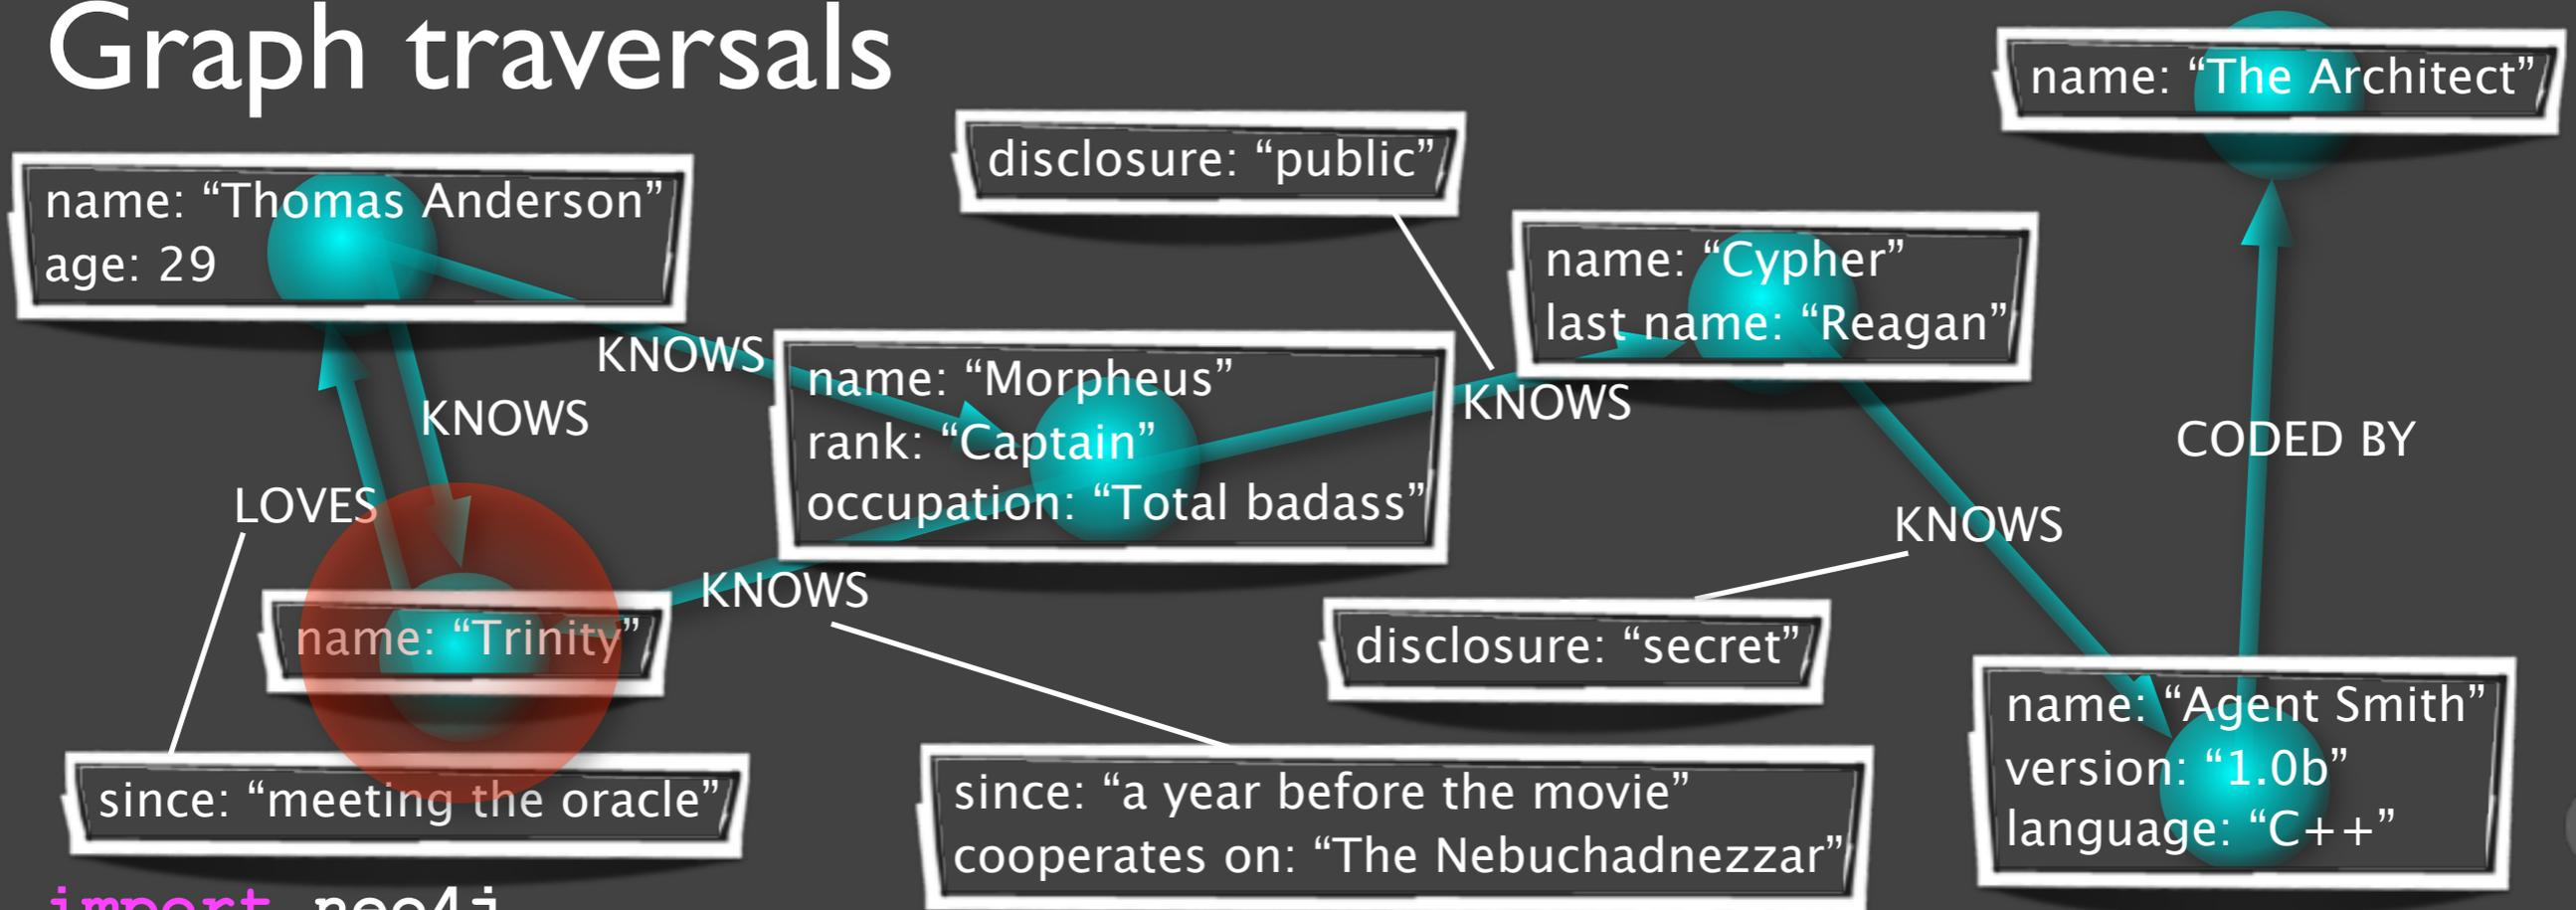 Graph traversals
name: “The Architect”
disclosure: “public”
name: “Thomas Anderson”
age: 29
name: “Cypher”
last name: “Reagan”
KNOWS
name: “Morpheus”
rank: “Captain”
occupation: “Total badass”
KNOWS
KNOWS
CODED BY
LOVES
KNOWS
KNOWS
name: “Trinity”
disclosure: “secret”
name: “Agent Smith”
version: “1.0b”
language: “C++”
since: “meeting the oracle”
since: “a year before the movie”
cooperates on: “The Nebuchadnezzar”
import neo4j